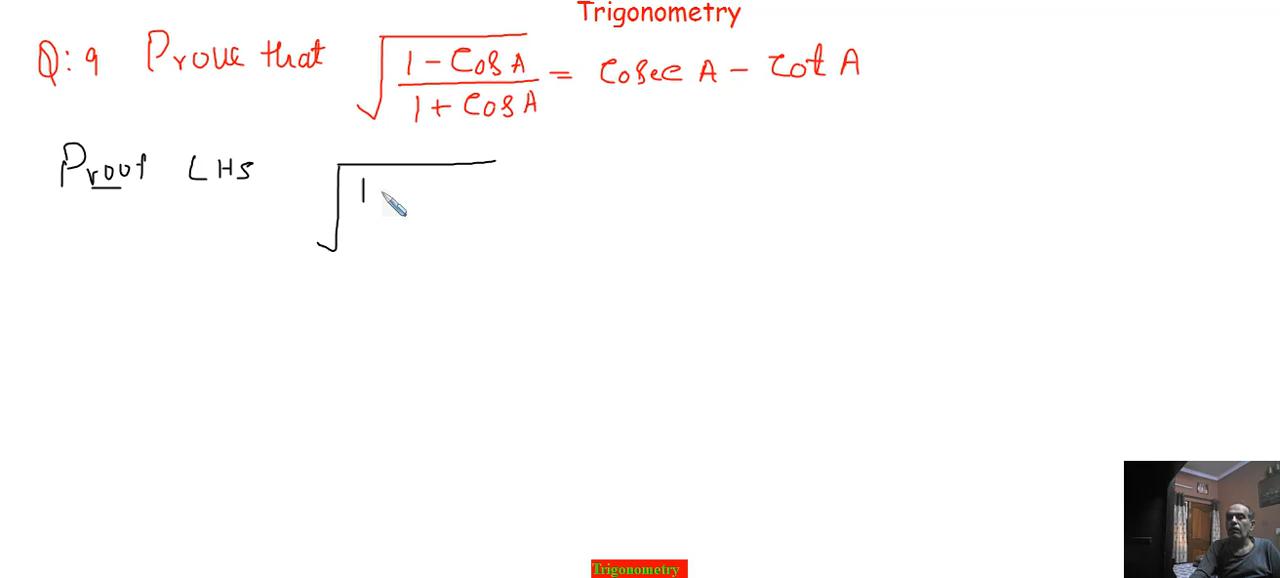 Trigonometry
Q: 9 Prove that √(1 - Cos A / 1 + Cos A) = Cosec A - Cot A
Proof LHS √1
Trigonometry